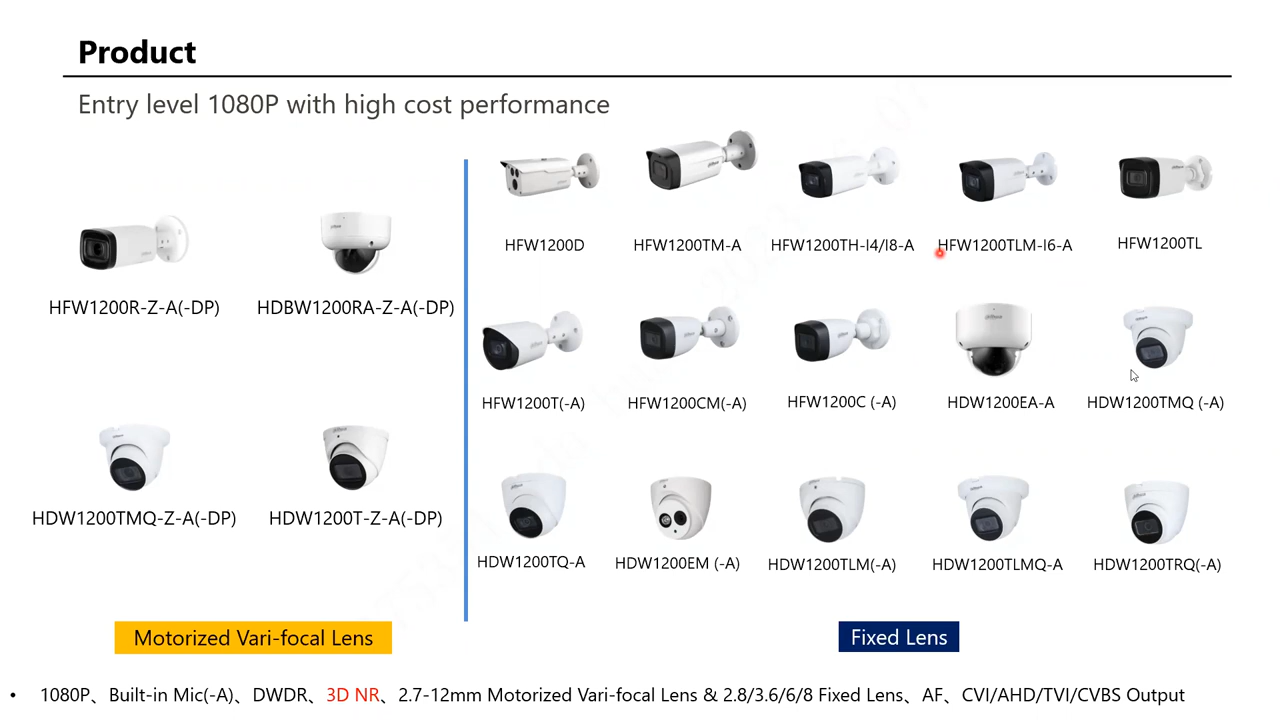 Product
Entry level 1080P with high cost performance
HFW1200R-Z-A(-DP)
HDBW1200RA-Z-A(-DP)
HDW1200TMQ-Z-A(-DP)
HDW1200T-Z-A(-DP)
Motorized Vari-focal Lens
HFW1200D
HFW1200TM-A
HFW1200TH-I4/I8-A
HFW1200TLM-I6-A
HFW1200TL
HFW1200T(-A)
HFW1200CM(-A)
HFW1200C (-A)
HDW1200EA-A
HDW1200TMQ (-A)
HDW1200TQ-A
HDW1200EM (-A)
HDW1200TLM(-A)
HDW1200TLMQ-A
HDW1200TRQ(-A)
Fixed Lens
• 1080P、Built-in Mic(-A)、DWDR、3D NR、2.7-12mm Motorized Vari-focal Lens & 2.8/3.6/6/8 Fixed Lens、AF、CVI/AHD/TVI/CVBS Output